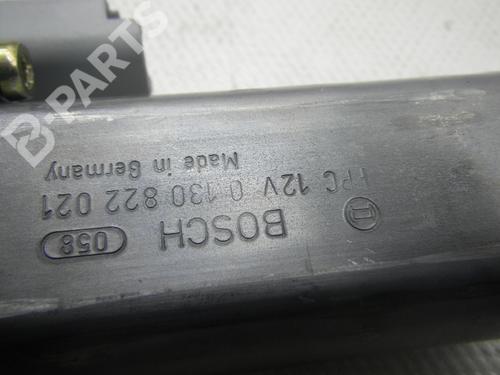 BOSCH 058
FPC 12V 0 130 822 021
Made in Germany
B-PARTS